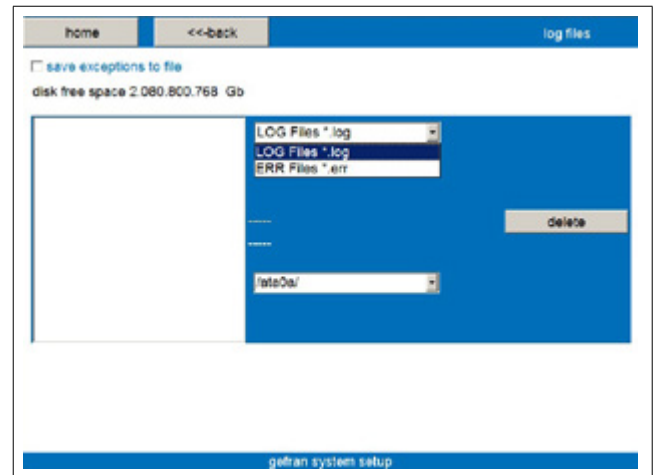 home <<-back log files
save exceptions to file
disk free space 2.080.800.768 Gb
LOG Files *.log
LOG Files *.log
ERR Files *.err
-----
delete
-----
/ata0a/
gefran system setup